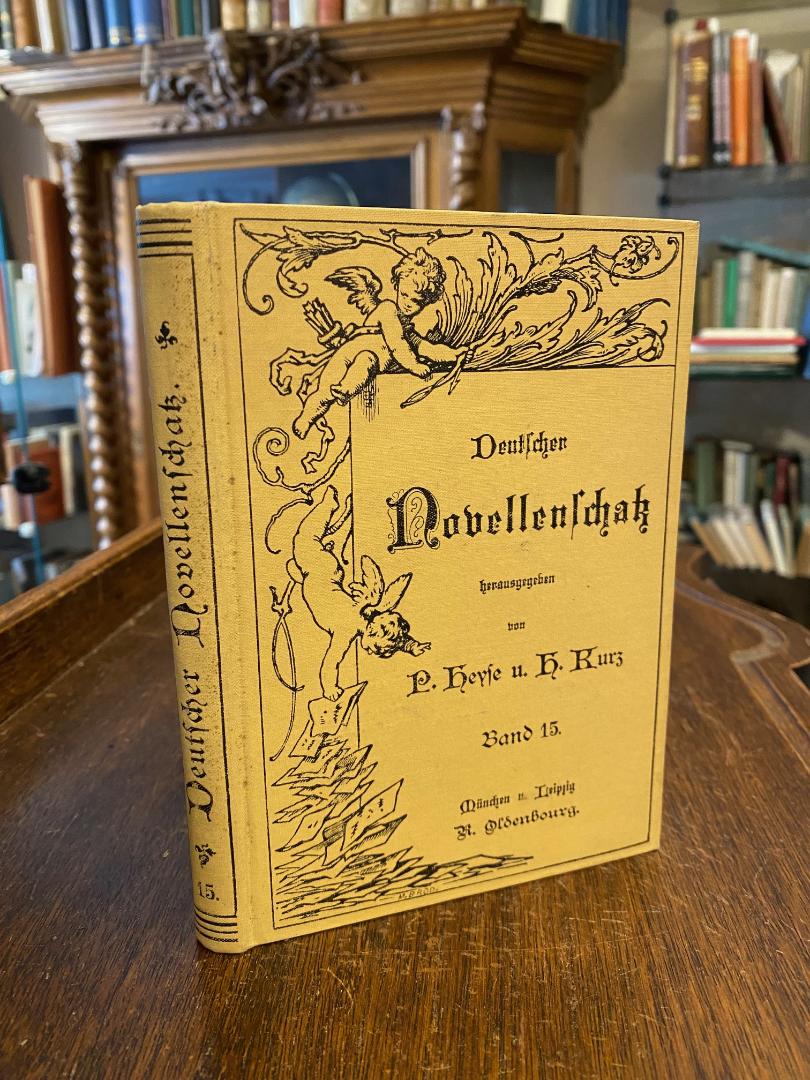 Deutscher Novellenschatz.
15.
Deutscher
Novellenschatz
herausgegeben
von
P. Heyse u. H. Kurz
Band 15.
München u. Leipzig
R. Oldenbourg.